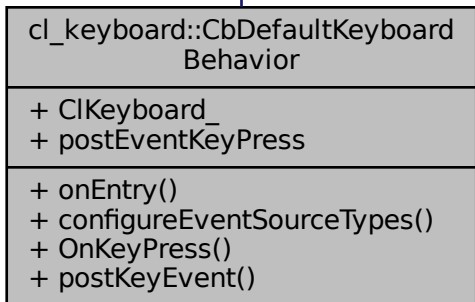 cl_keyboard::CbDefaultKeyboard
Behavior
+ ClKeyboard_
+ postEventKeyPress
+ onEntry()
+ configureEventSourceTypes()
+ OnKeyPress()
+ postKeyEvent()